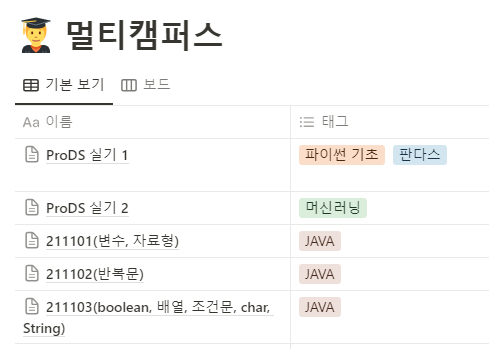 멀티캠퍼스
기본 보기 보드
Aa 이름 태그
ProDS 실기 1 파이썬 기초 판다스
ProDS 실기 2 머신러닝
211101(변수, 자료형) JAVA
211102(반복문) JAVA
211103(boolean, 배열, 조건문, char, JAVA
String)